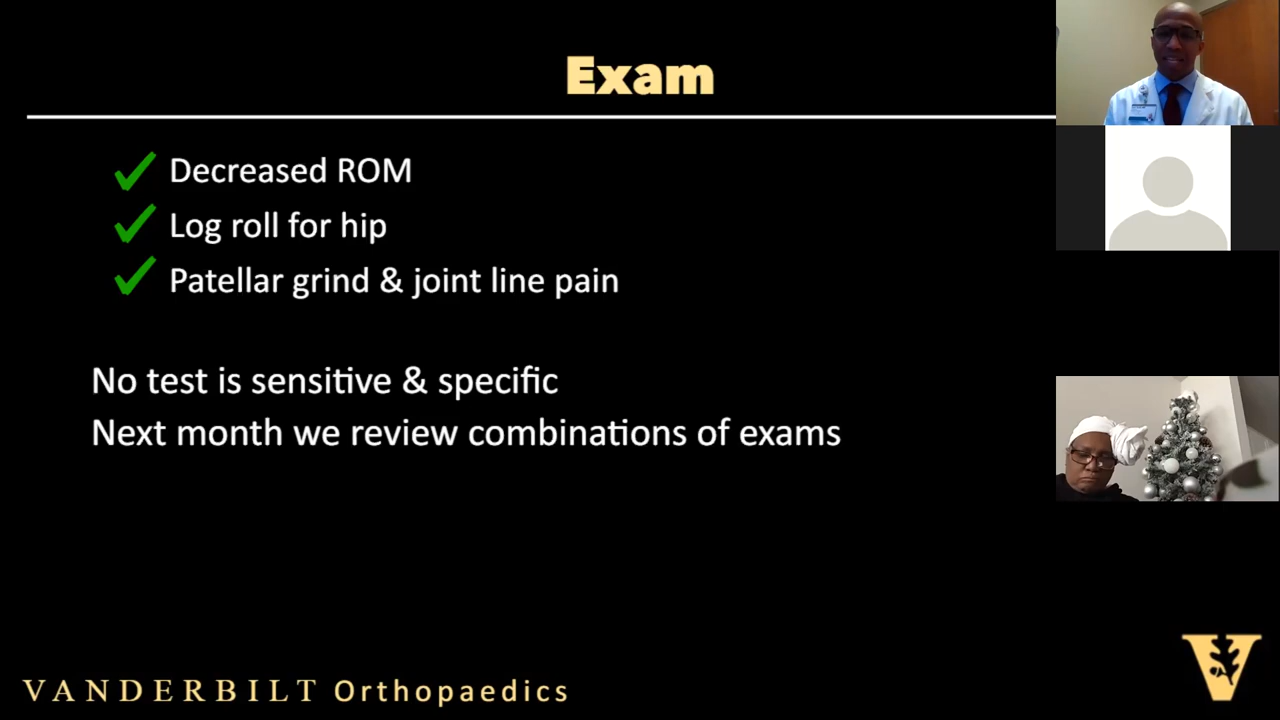 Exam
Decreased ROM
Log roll for hip
Patellar grind & joint line pain
No test is sensitive & specific
Next month we review combinations of exams
VANDERBILT Orthopaedics
V